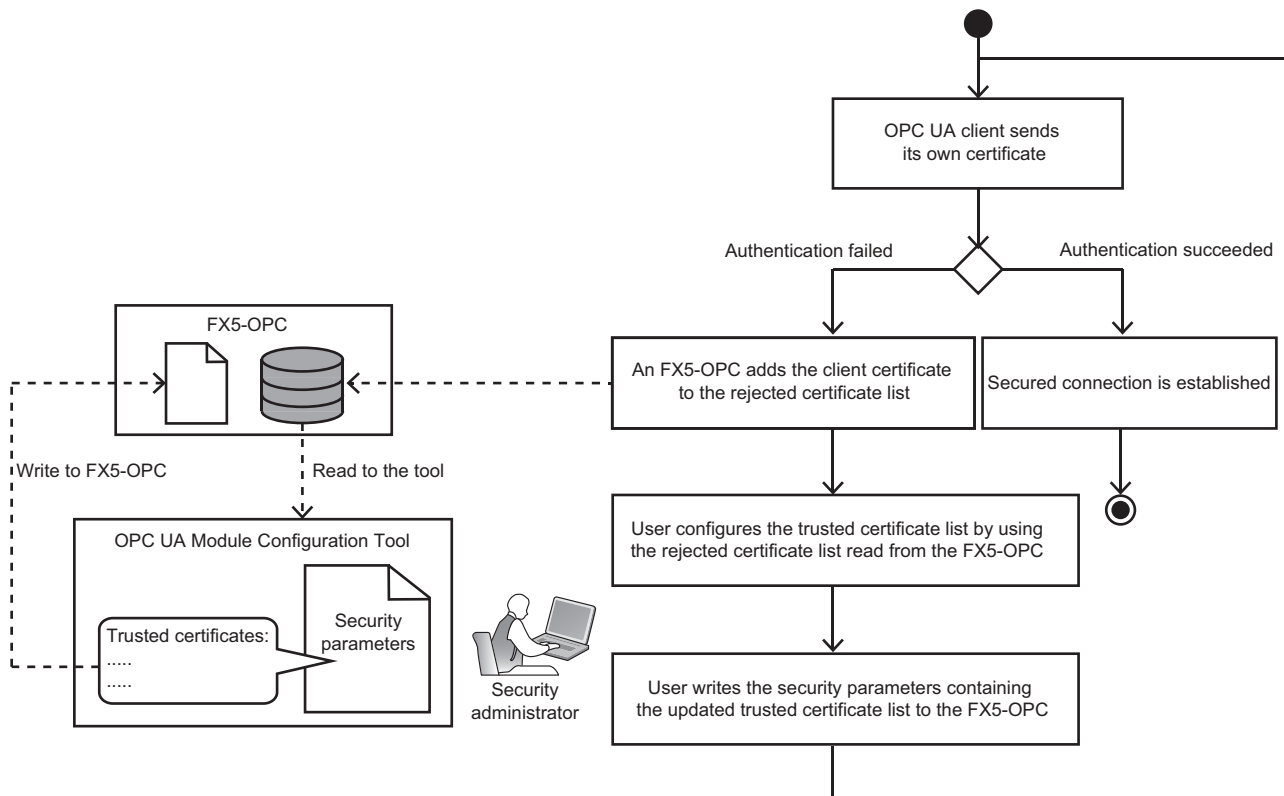 OPC UA client sends
its own certificate
Authentication failed
Authentication succeeded
FX5-OPC
An FX5-OPC adds the client certificate
to the rejected certificate list
Secured connection is established
Write to FX5-OPC
Read to the tool
User configures the trusted certificate list by using
the rejected certificate list read from the FX5-OPC
OPC UA Module Configuration Tool
Trusted certificates:
.....
.....
Security
parameters
Security
administrator
User writes the security parameters containing
the updated trusted certificate list to the FX5-OPC